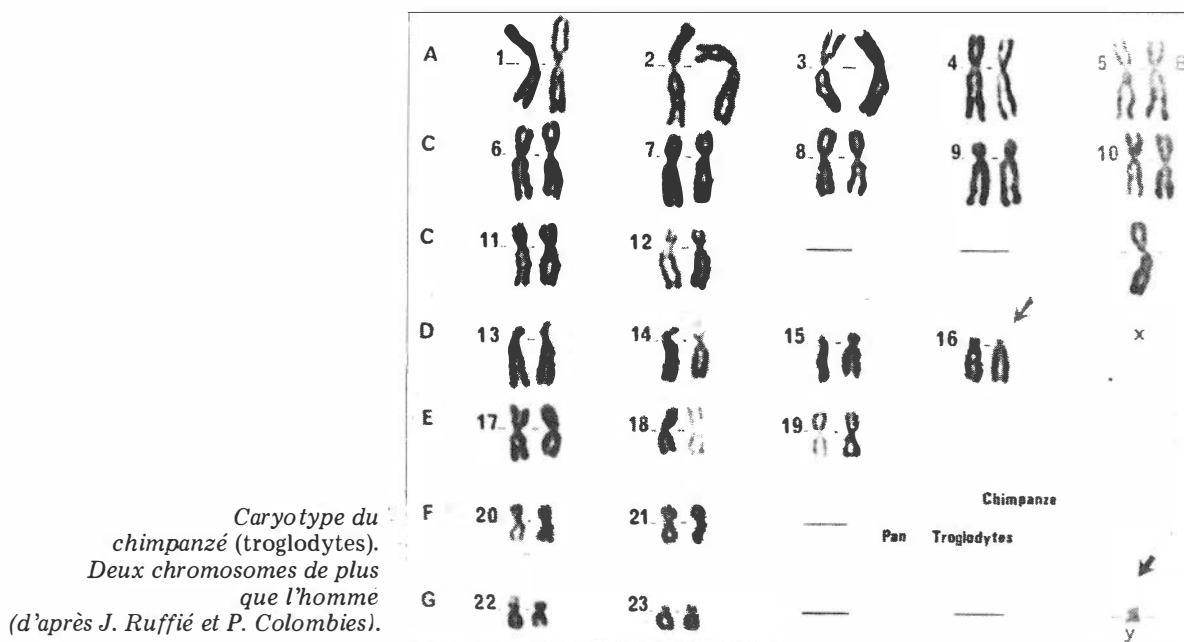 A 1 2 3 4 5 B
C 6 7 8 9 10
C 11 12
D 13 14 15 16 x
E 17 18 19
Chimpanze
F 20 21
Pan Troglodytes
G 22 23
y
Caryotype du
chimpanzé (troglodytes).
Deux chromosomes de plus
que l'homme
(d'après J. Ruffié et P. Colombies).